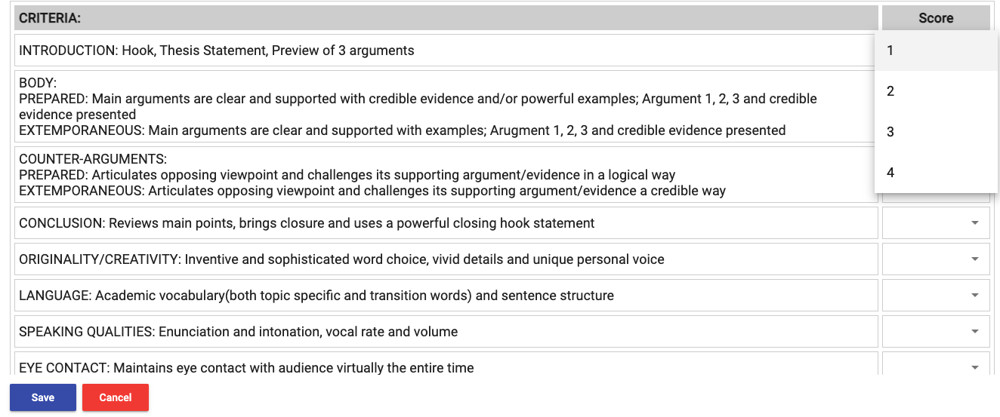 CRITERIA:
Score
INTRODUCTION: Hook, Thesis Statement, Preview of 3 arguments
1
2
3
4
BODY:
PREPARED: Main arguments are clear and supported with credible evidence and/or powerful examples; Argument 1, 2, 3 and credible
evidence presented
EXTEMPORANEOUS: Main arguments are clear and supported with examples; Arugment 1, 2, 3 and credible evidence presented
COUNTER-ARGUMENTS:
PREPARED: Articulates opposing viewpoint and challenges its supporting argument/evidence in a logical way
EXTEMPORANEOUS: Articulates opposing viewpoint and challenges its supporting argument/evidence a credible way
CONCLUSION: Reviews main points, brings closure and uses a powerful closing hook statement
ORIGINALITY/CREATIVITY: Inventive and sophisticated word choice, vivid details and unique personal voice
LANGUAGE: Academic vocabulary(both topic specific and transition words) and sentence structure
SPEAKING QUALITIES: Enunciation and intonation, vocal rate and volume
EYE CONTACT: Maintains eye contact with audience virtually the entire time
Save
Cancel